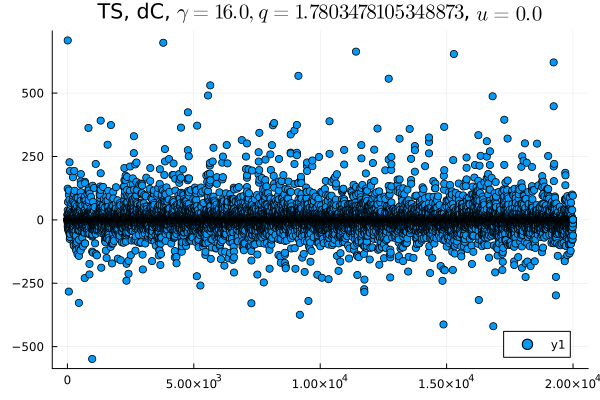 TS, dC, γ = 16.0, q = 1.7803478105348873, u = 0.0
500
250
0
−250
−500
0 5.00×10³ 1.00×10⁴ 1.50×10⁴ 2.00×10⁴
y1